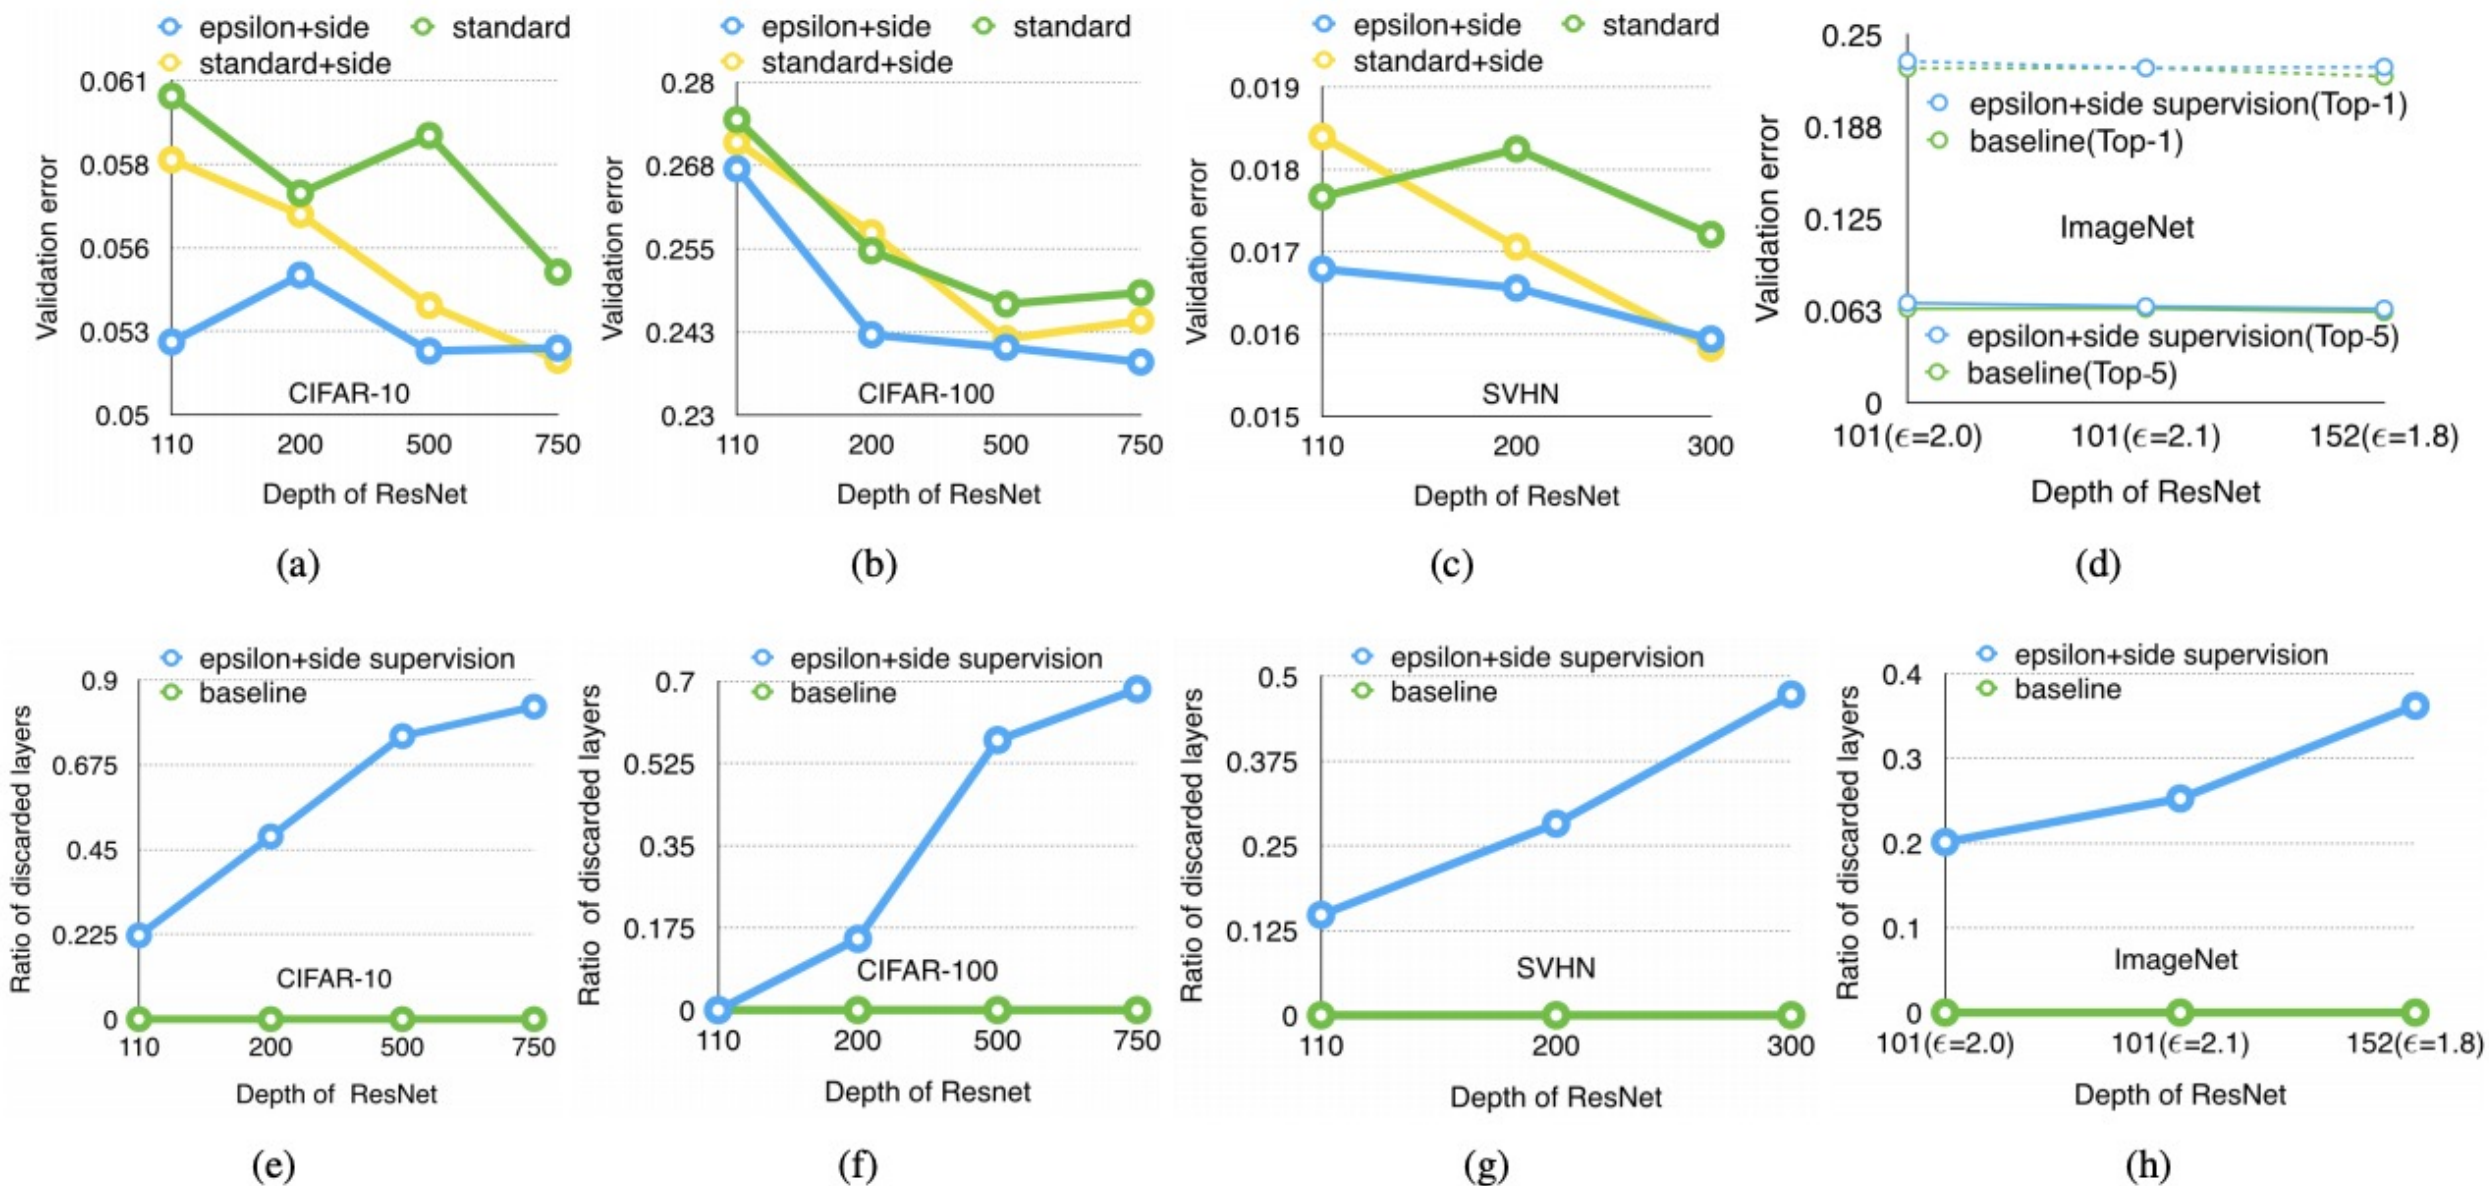 epsilon+side standard
standard+side
0.061
0.058
0.056
0.053
0.05
Validation error
CIFAR-10
110 200 500 750
Depth of ResNet
(a)
epsilon+side standard
standard+side
0.28
0.268
0.255
0.243
0.23
Validation error
CIFAR-100
110 200 500 750
Depth of ResNet
(b)
epsilon+side standard
standard+side
0.019
0.018
0.017
0.016
0.015
Validation error
SVHN
110 200 300
Depth of ResNet
(c)
0.25
0.188
0.125
0.063
0
Validation error
epsilon+side supervision(Top-1)
baseline(Top-1)
ImageNet
epsilon+side supervision(Top-5)
baseline(Top-5)
101(ϵ=2.0) 101(ϵ=2.1) 152(ϵ=1.8)
Depth of ResNet
(d)
epsilon+side supervision
baseline
0.9
0.675
0.45
0.225
0
Ratio of discarded layers
CIFAR-10
110 200 500 750
Depth of ResNet
(e)
epsilon+side supervision
baseline
0.7
0.525
0.35
0.175
0
Ratio of discarded layers
CIFAR-100
110 200 500 750
Depth of Resnet
(f)
epsilon+side supervision
baseline
0.5
0.375
0.25
0.125
0
Ratio of discarded layers
SVHN
110 200 300
Depth of ResNet
(g)
epsilon+side supervision
baseline
0.4
0.3
0.2
0.1
0
Ratio of discarded layers
ImageNet
101(ϵ=2.0) 101(ϵ=2.1) 152(ϵ=1.8)
Depth of ResNet
(h)